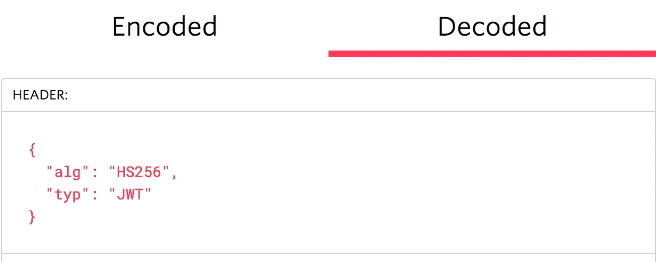 Encoded
Decoded
HEADER:
{
  "alg": "HS256",
  "typ": "JWT"
}